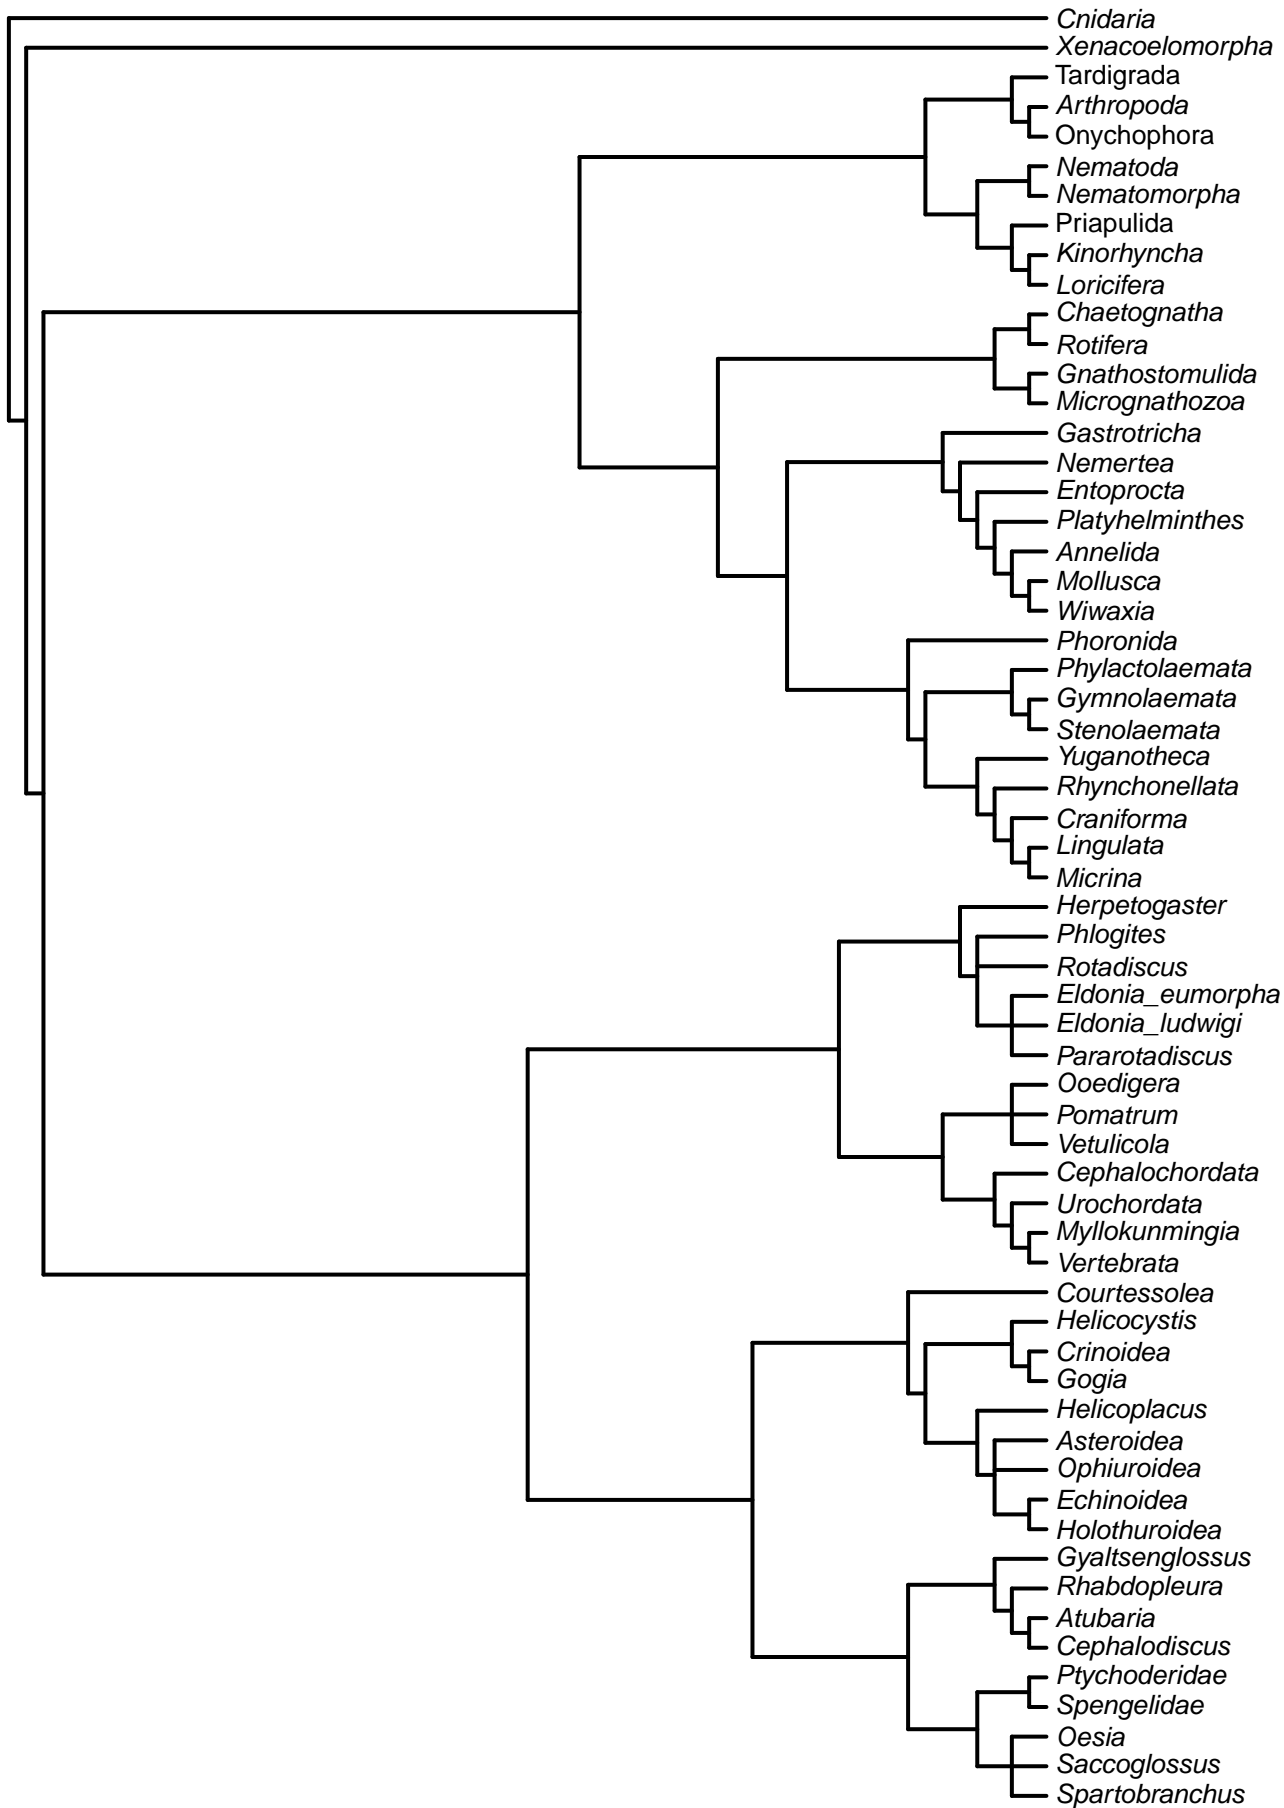 Cnidaria
Xenacoelomorpha
Tardigrada
Arthropoda
Onychophora
Nematoda
Nematomorpha
Priapulida
Kinorhyncha
Loricifera
Chaetognatha
Rotifera
Gnathostomulida
Micrognathozoa
Gastrotricha
Nemertea
Entoprocta
Platyhelminthes
Annelida
Mollusca
Wiwaxia
Phoronida
Phylactolaemata
Gymnolaemata
Stenolaemata
Yuganotheca
Rhynchonellata
Craniforma
Lingulata
Micrina
Herpetogaster
Phlogites
Rotadiscus
Eldonia_eumorpha
Eldonia_ludwigi
Pararotadiscus
Ooedigera
Pomatrum
Vetulicola
Cephalochordata
Urochordata
Myllokunmingia
Vertebrata
Courtessolea
Helicocystis
Crinoidea
Gogia
Helicoplacus
Asteroidea
Ophiuroidea
Echinoidea
Holothuroidea
Gyaltsenglossus
Rhabdopleura
Atubaria
Cephalodiscus
Ptychoderidae
Spengelidae
Oesia
Saccoglossus
Spartobranchus